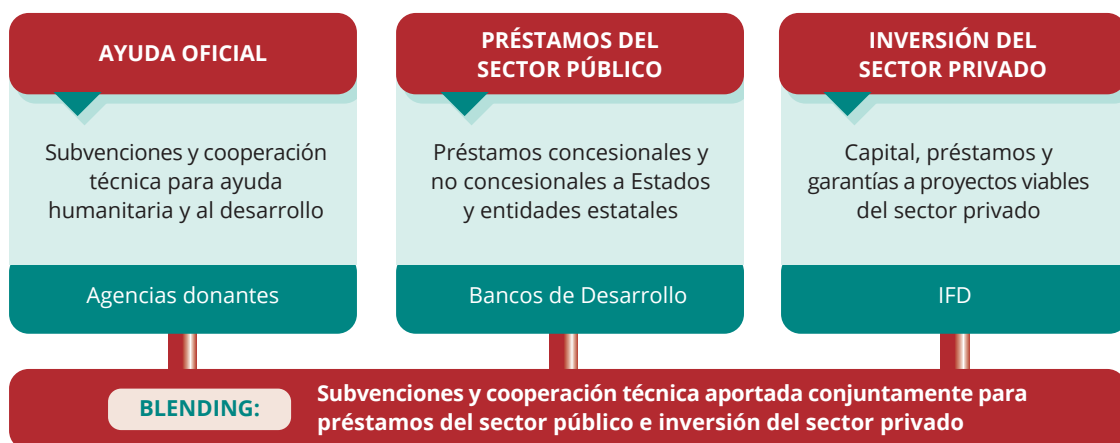 AYUDA OFICIAL
Subvenciones y cooperación
técnica para ayuda
humanitaria y al desarrollo
Agencias donantes
PRÉSTAMOS DEL
SECTOR PÚBLICO
Préstamos concesionales y
no concesionales a Estados
y entidades estatales
Bancos de Desarrollo
INVERSIÓN DEL
SECTOR PRIVADO
Capital, préstamos y
garantías a proyectos viables
del sector privado
IFD
BLENDING:
Subvenciones y cooperación técnica aportada conjuntamente para
préstamos del sector público e inversión del sector privado